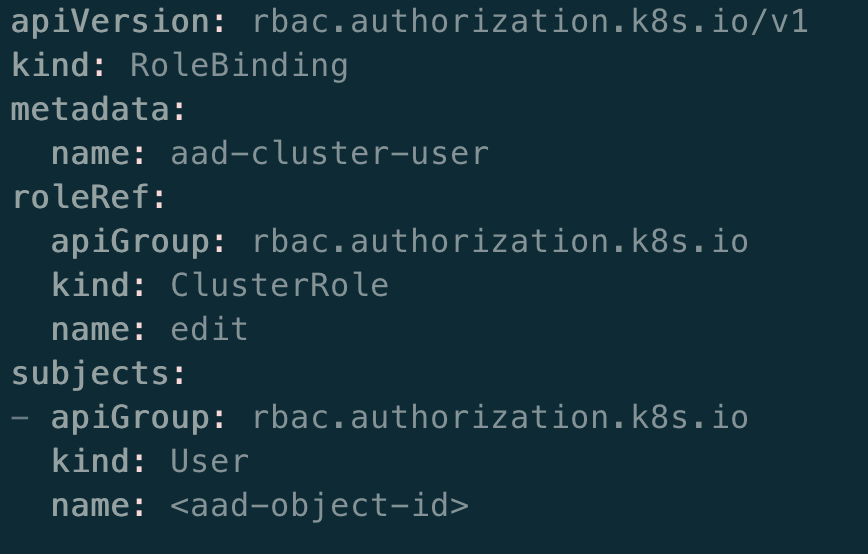 apiVersion: rbac.authorization.k8s.io/v1
kind: RoleBinding
metadata:
  name: aad-cluster-user
roleRef:
  apiGroup: rbac.authorization.k8s.io
  kind: ClusterRole
  name: edit
subjects:
- apiGroup: rbac.authorization.k8s.io
  kind: User
  name: <aad-object-id>